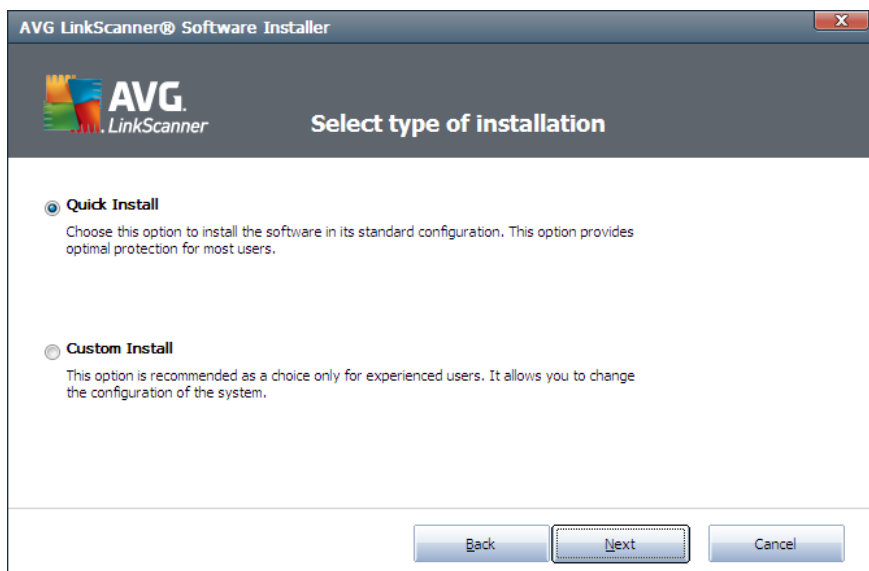 AVG LinkScanner® Software Installer
X
AVG.
LinkScanner
Select type of installation
Quick Install
Choose this option to install the software in its standard configuration. This option provides
optimal protection for most users.
Custom Install
This option is recommended as a choice only for experienced users. It allows you to change
the configuration of the system.
Back
Next
Cancel